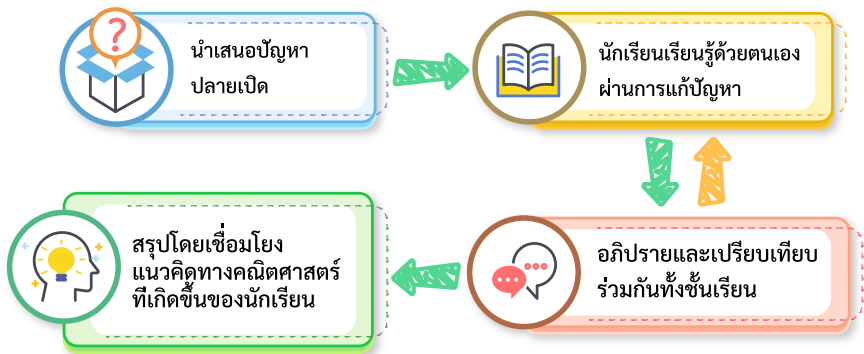 ?
นำเสนอปัญหา
ปลายเปิด
นักเรียนเรียนรู้ด้วยตนเอง
ผ่านการแก้ปัญหา
อภิปรายและเปรียบเทียบ
ร่วมกันทั้งชั้นเรียน
สรุปโดยเชื่อมโยง
แนวคิดทางคณิตศาสตร์
ที่เกิดขึ้นของนักเรียน